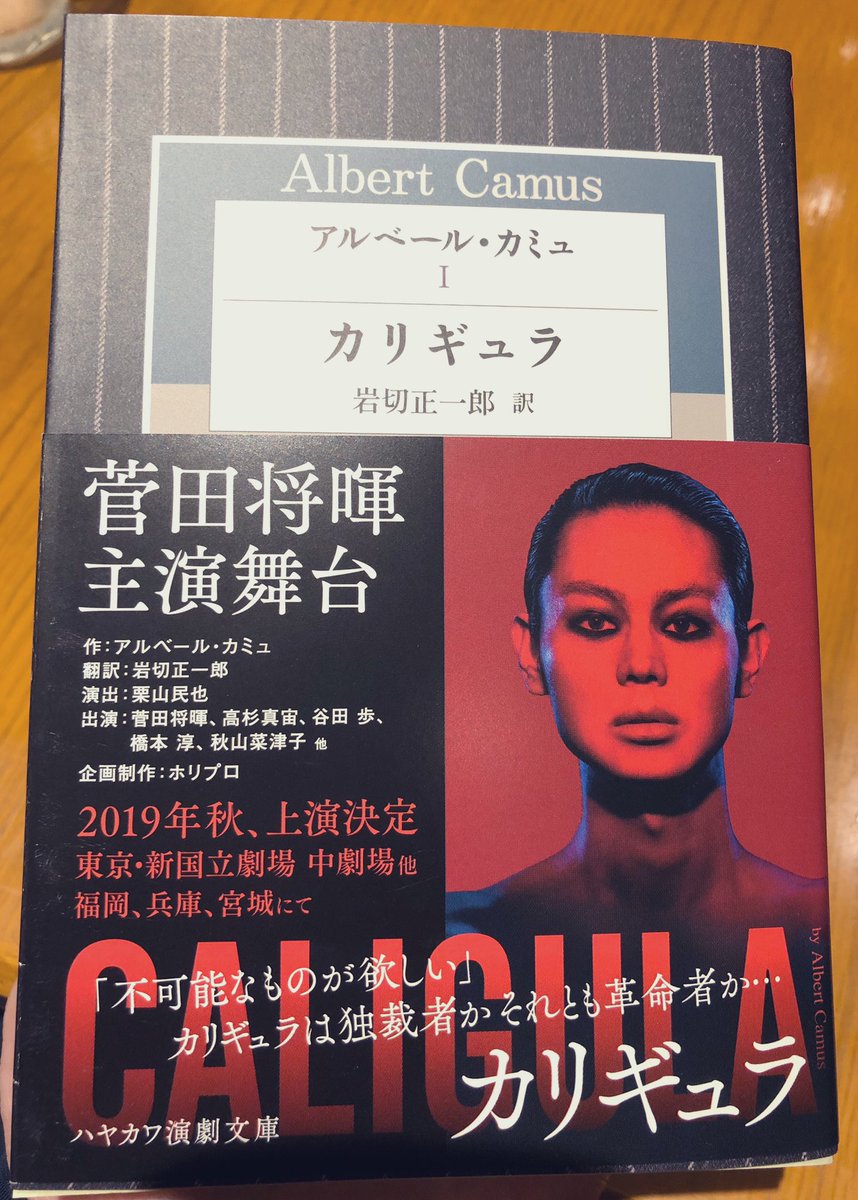 Albert Camus
アルベール・カミュ
I
カリギュラ
岩切正一郎 訳
菅田将暉
主演舞台
作:アルベール・カミュ
翻訳:岩切正一郎
演出:栗山民也
出演:菅田将暉、高杉真宙、谷田 歩、
橋本 淳、秋山菜津子 他
企画制作:ホリプロ
2019年秋、上演決定
東京・新国立劇場 中劇場他
福岡、兵庫、宮城にて
CALIGULA
by Albert Camus
「不可能なものが欲しい」
カリギュラは独裁者かそれとも革命者か…
カリギュラ
ハヤカワ演劇文庫